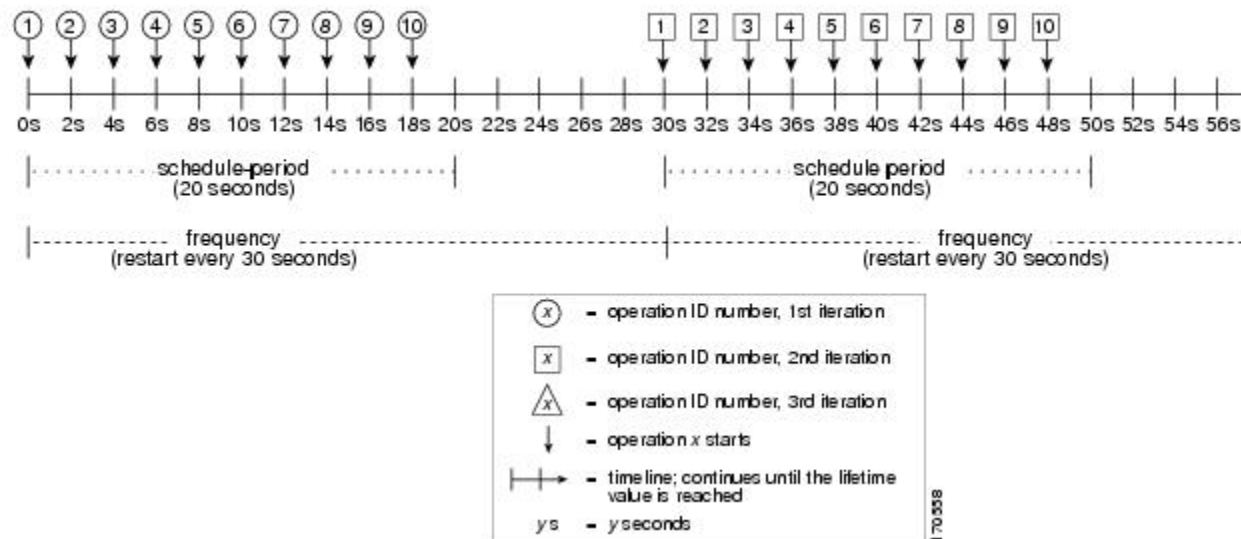 1 2 3 4 5 6 7 8 9 10 1 2 3 4 5 6 7 8 9 10
0s 2s 4s 6s 8s 10s 12s 14s 16s 18s 20s 22s 24s 26s 28s 30s 32s 34s 36s 38s 40s 42s 44s 46s 48s 50s 52s 54s 56s
schedule-period schedule period
(20 seconds) (20 seconds)
frequency frequency
(restart every 30 seconds) (restart every 30 seconds)
x = operation ID number, 1st iteration
x = operation ID number, 2nd iteration
x = operation ID number, 3rd iteration
= operation x starts
= timeline; continues until the lifetime
value is reached
y s = y seconds
170558